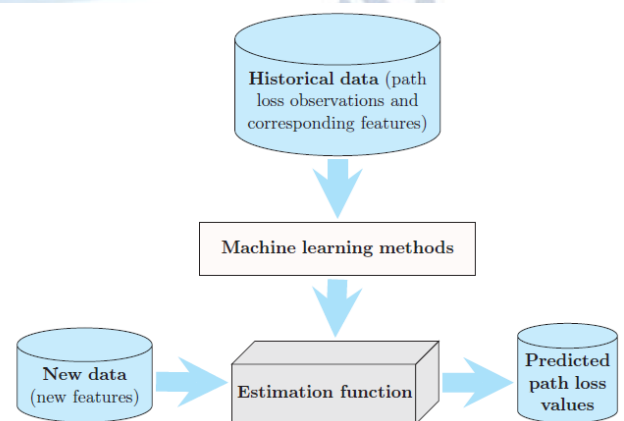 Historical data (path
loss observations and
corresponding features)
Machine learning methods
New data
(new features)
Estimation function
Predicted
path loss
values